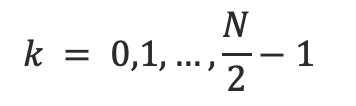 k = 0,1, ..., N/2 − 1